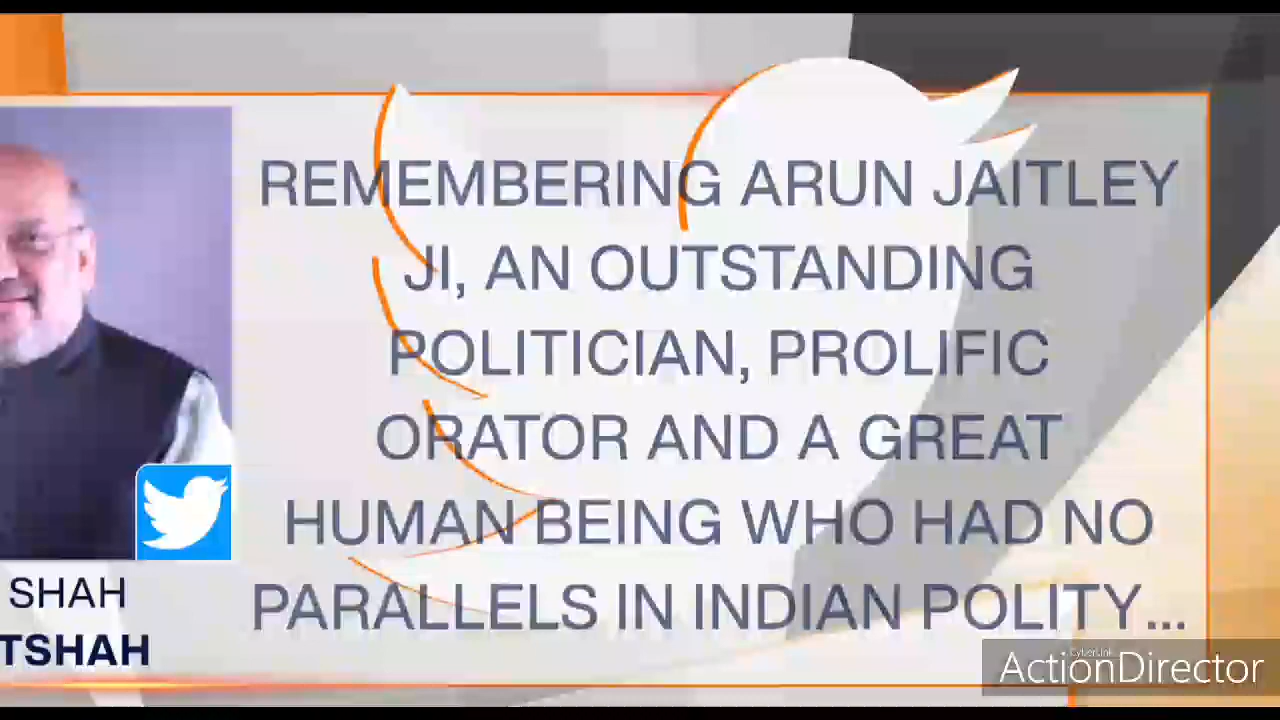 REMEMBERING ARUN JAITLEY
JI, AN OUTSTANDING
POLITICIAN, PROLIFIC
ORATOR AND A GREAT
HUMAN BEING WHO HAD NO
PARALLELS IN INDIAN POLITY...
SHAH
TSHAH
CyberLink
ActionDirector